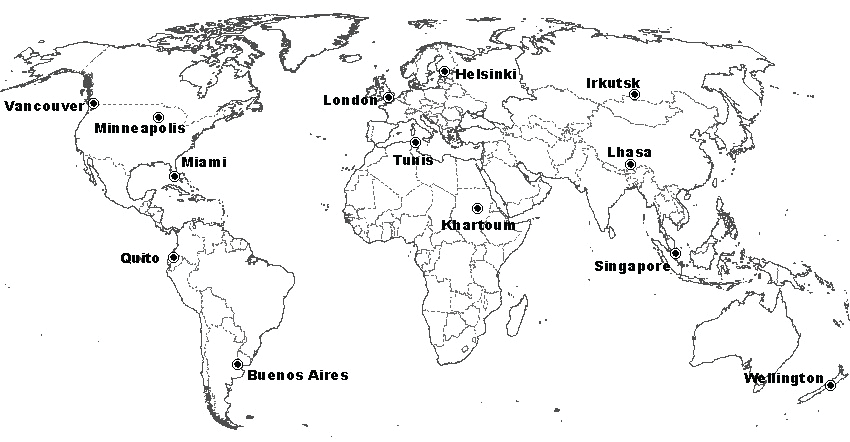 Helsinki
Irkutsk
London
Vancouver
Minneapolis
Lhasa
Tunis
Miami
Khartoum
Quito
Singapore
Buenos Aires
Wellington